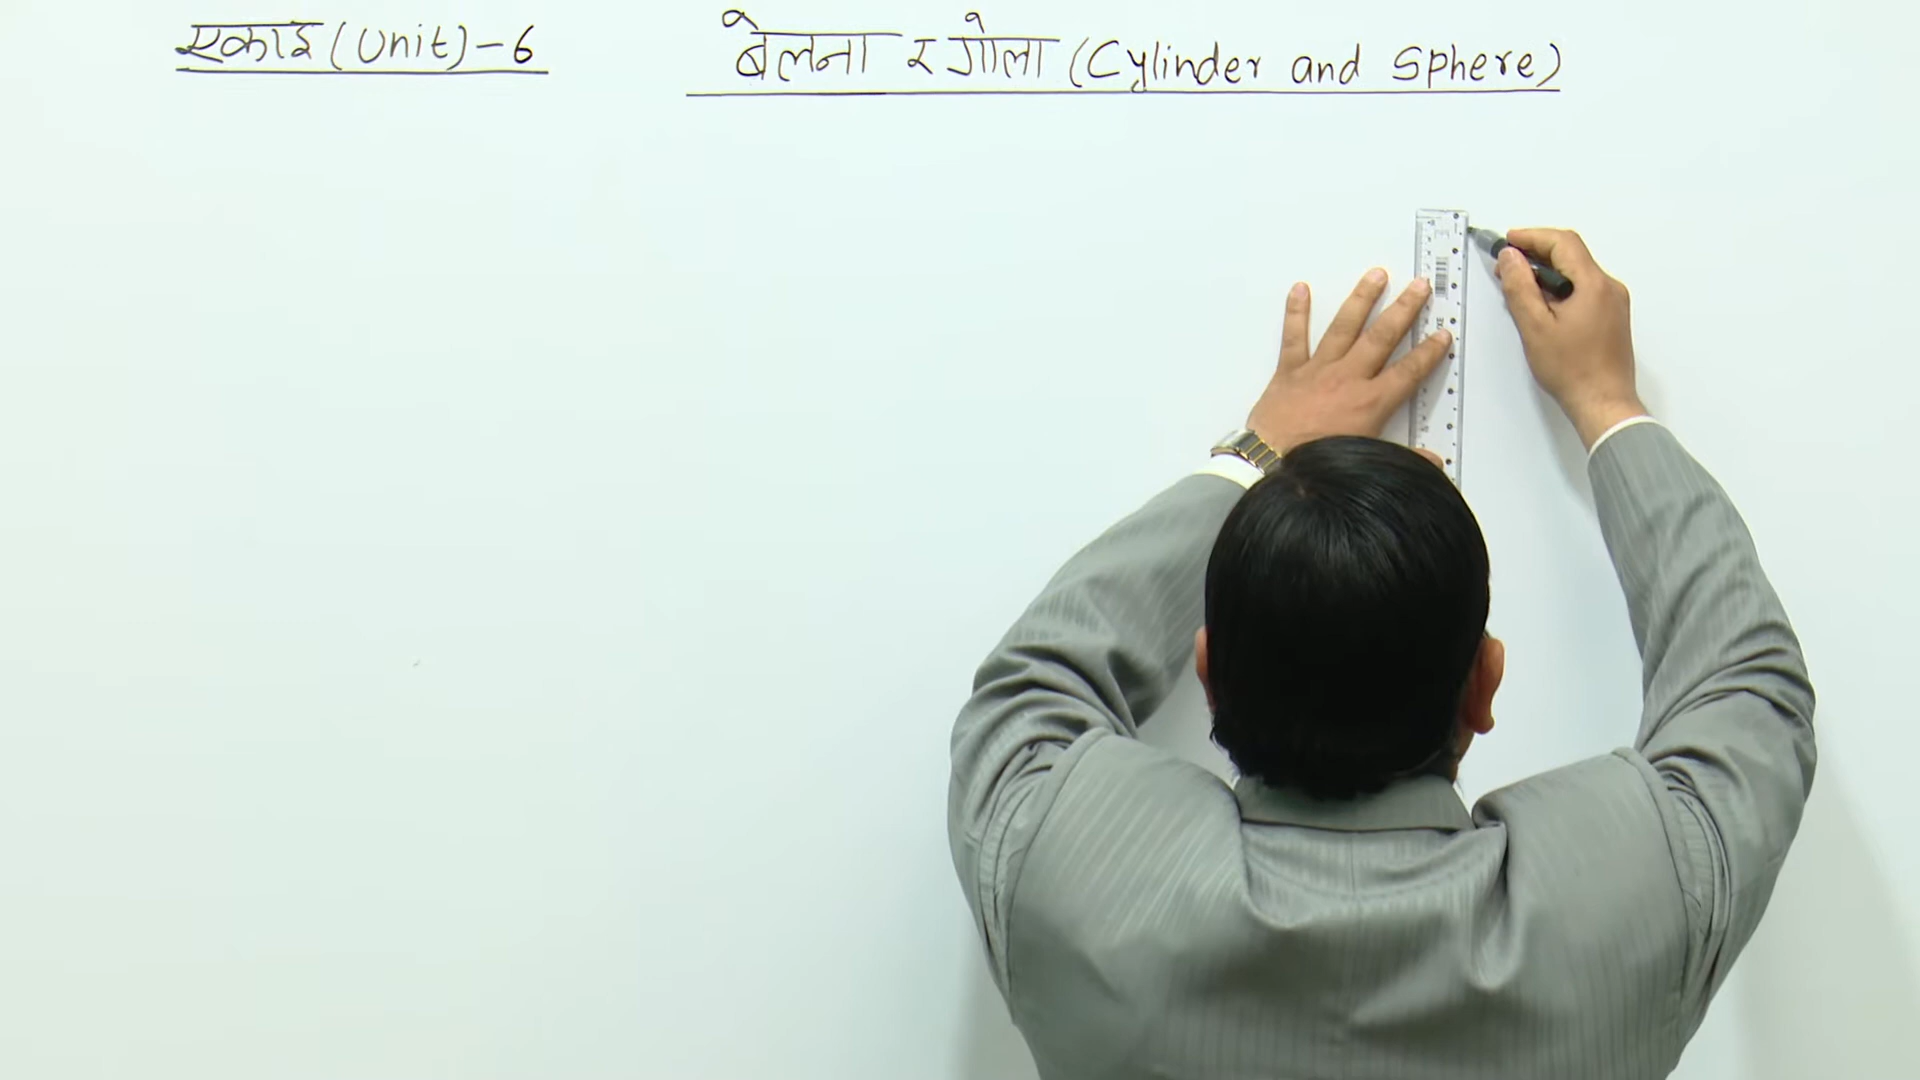 एकाइ (Unit) - 6
बेलना र गोला (Cylinder and Sphere)